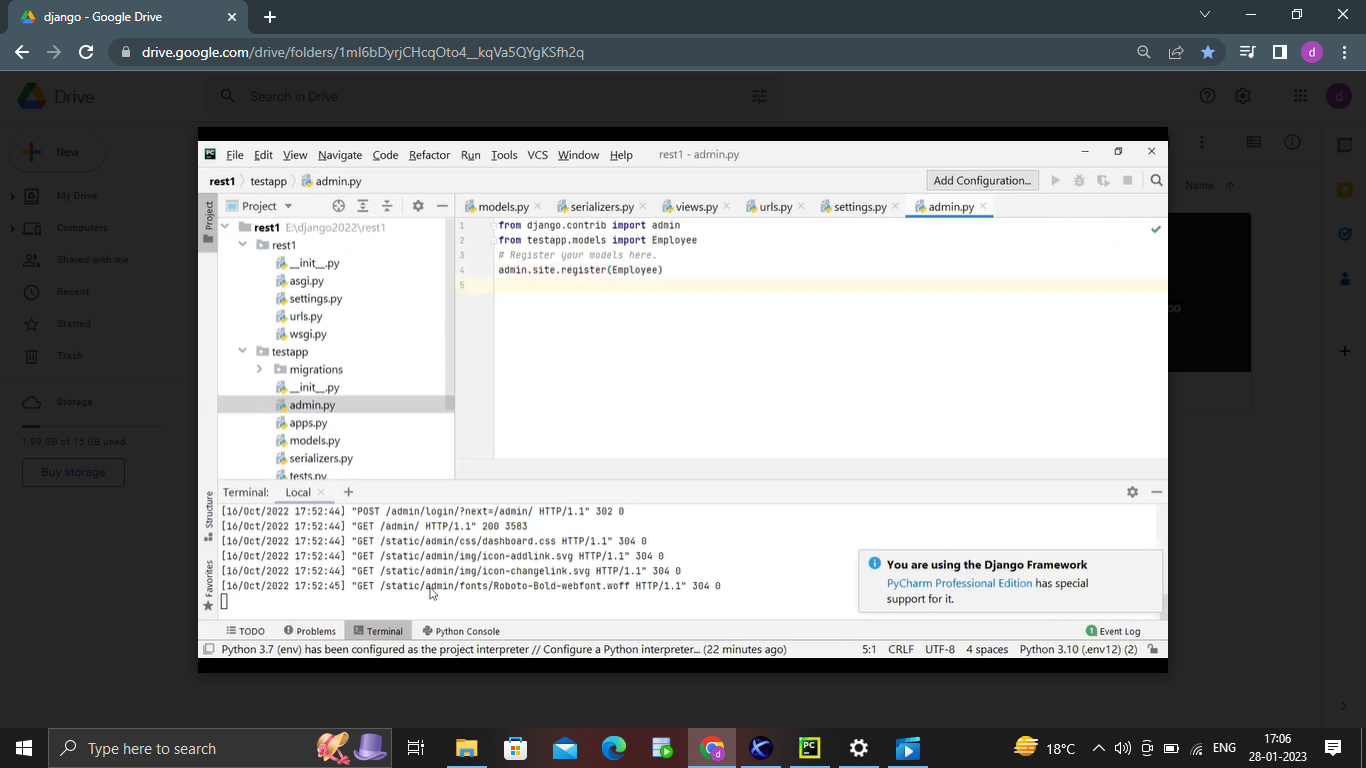 django - Google Drive
drive.google.com/drive/folders/1ml6bDyrjCHcqOto4__kqVa5QYgKSfh2q
d
Drive
Search in Drive
d
New
My Drive
Computers
Shared with me
Recent
Starred
Trash
Storage
1.99 GB of 15 GB used
Buy storage
Name
PC
File Edit View Navigate Code Refactor Run Tools VCS Window Help rest1 - admin.py
rest1 testapp admin.py
Add Configuration...
Project
Project
models.py serializers.py views.py urls.py settings.py admin.py
rest1 E:\django2022\rest1
rest1
__init__.py
asgi.py
settings.py
urls.py
wsgi.py
testapp
migrations
__init__.py
admin.py
apps.py
models.py
serializers.py
tests.py
1 from django.contrib import admin
2 from testapp.models import Employee
3 # Register your models here.
4 admin.site.register(Employee)
5
Structure
Favorites
Terminal: Local
[16/Oct/2022 17:52:44] "POST /admin/login/?next=/admin/ HTTP/1.1" 302 0
[16/Oct/2022 17:52:44] "GET /admin/ HTTP/1.1" 200 3583
[16/Oct/2022 17:52:44] "GET /static/admin/css/dashboard.css HTTP/1.1" 304 0
[16/Oct/2022 17:52:44] "GET /static/admin/img/icon-addlink.svg HTTP/1.1" 304 0
[16/Oct/2022 17:52:44] "GET /static/admin/img/icon-changelink.svg HTTP/1.1" 304 0
[16/Oct/2022 17:52:45] "GET /static/admin/fonts/Roboto-Bold-webfont.woff HTTP/1.1" 304 0
You are using the Django Framework
PyCharm Professional Edition has special
support for it.
TODO Problems Terminal Python Console
1 Event Log
Python 3.7 (env) has been configured as the project interpreter // Configure a Python interpreter... (22 minutes ago)
5:1 CRLF UTF-8 4 spaces Python 3.10 (.env12) (2)
Type here to search
d
PC
18°C
ENG
17:06
28-01-2023